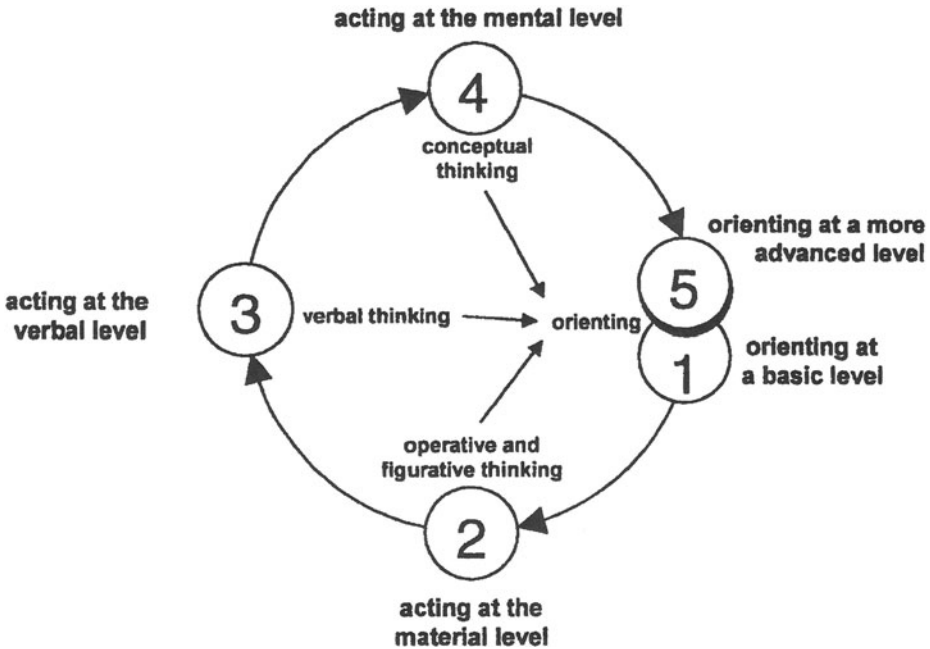 acting at the mental level
4
conceptual
thinking
orienting at a more
advanced level
5
acting at the
verbal level
3
verbal thinking
orienting
orienting at
a basic level
1
operative and
figurative thinking
2
acting at the
material level